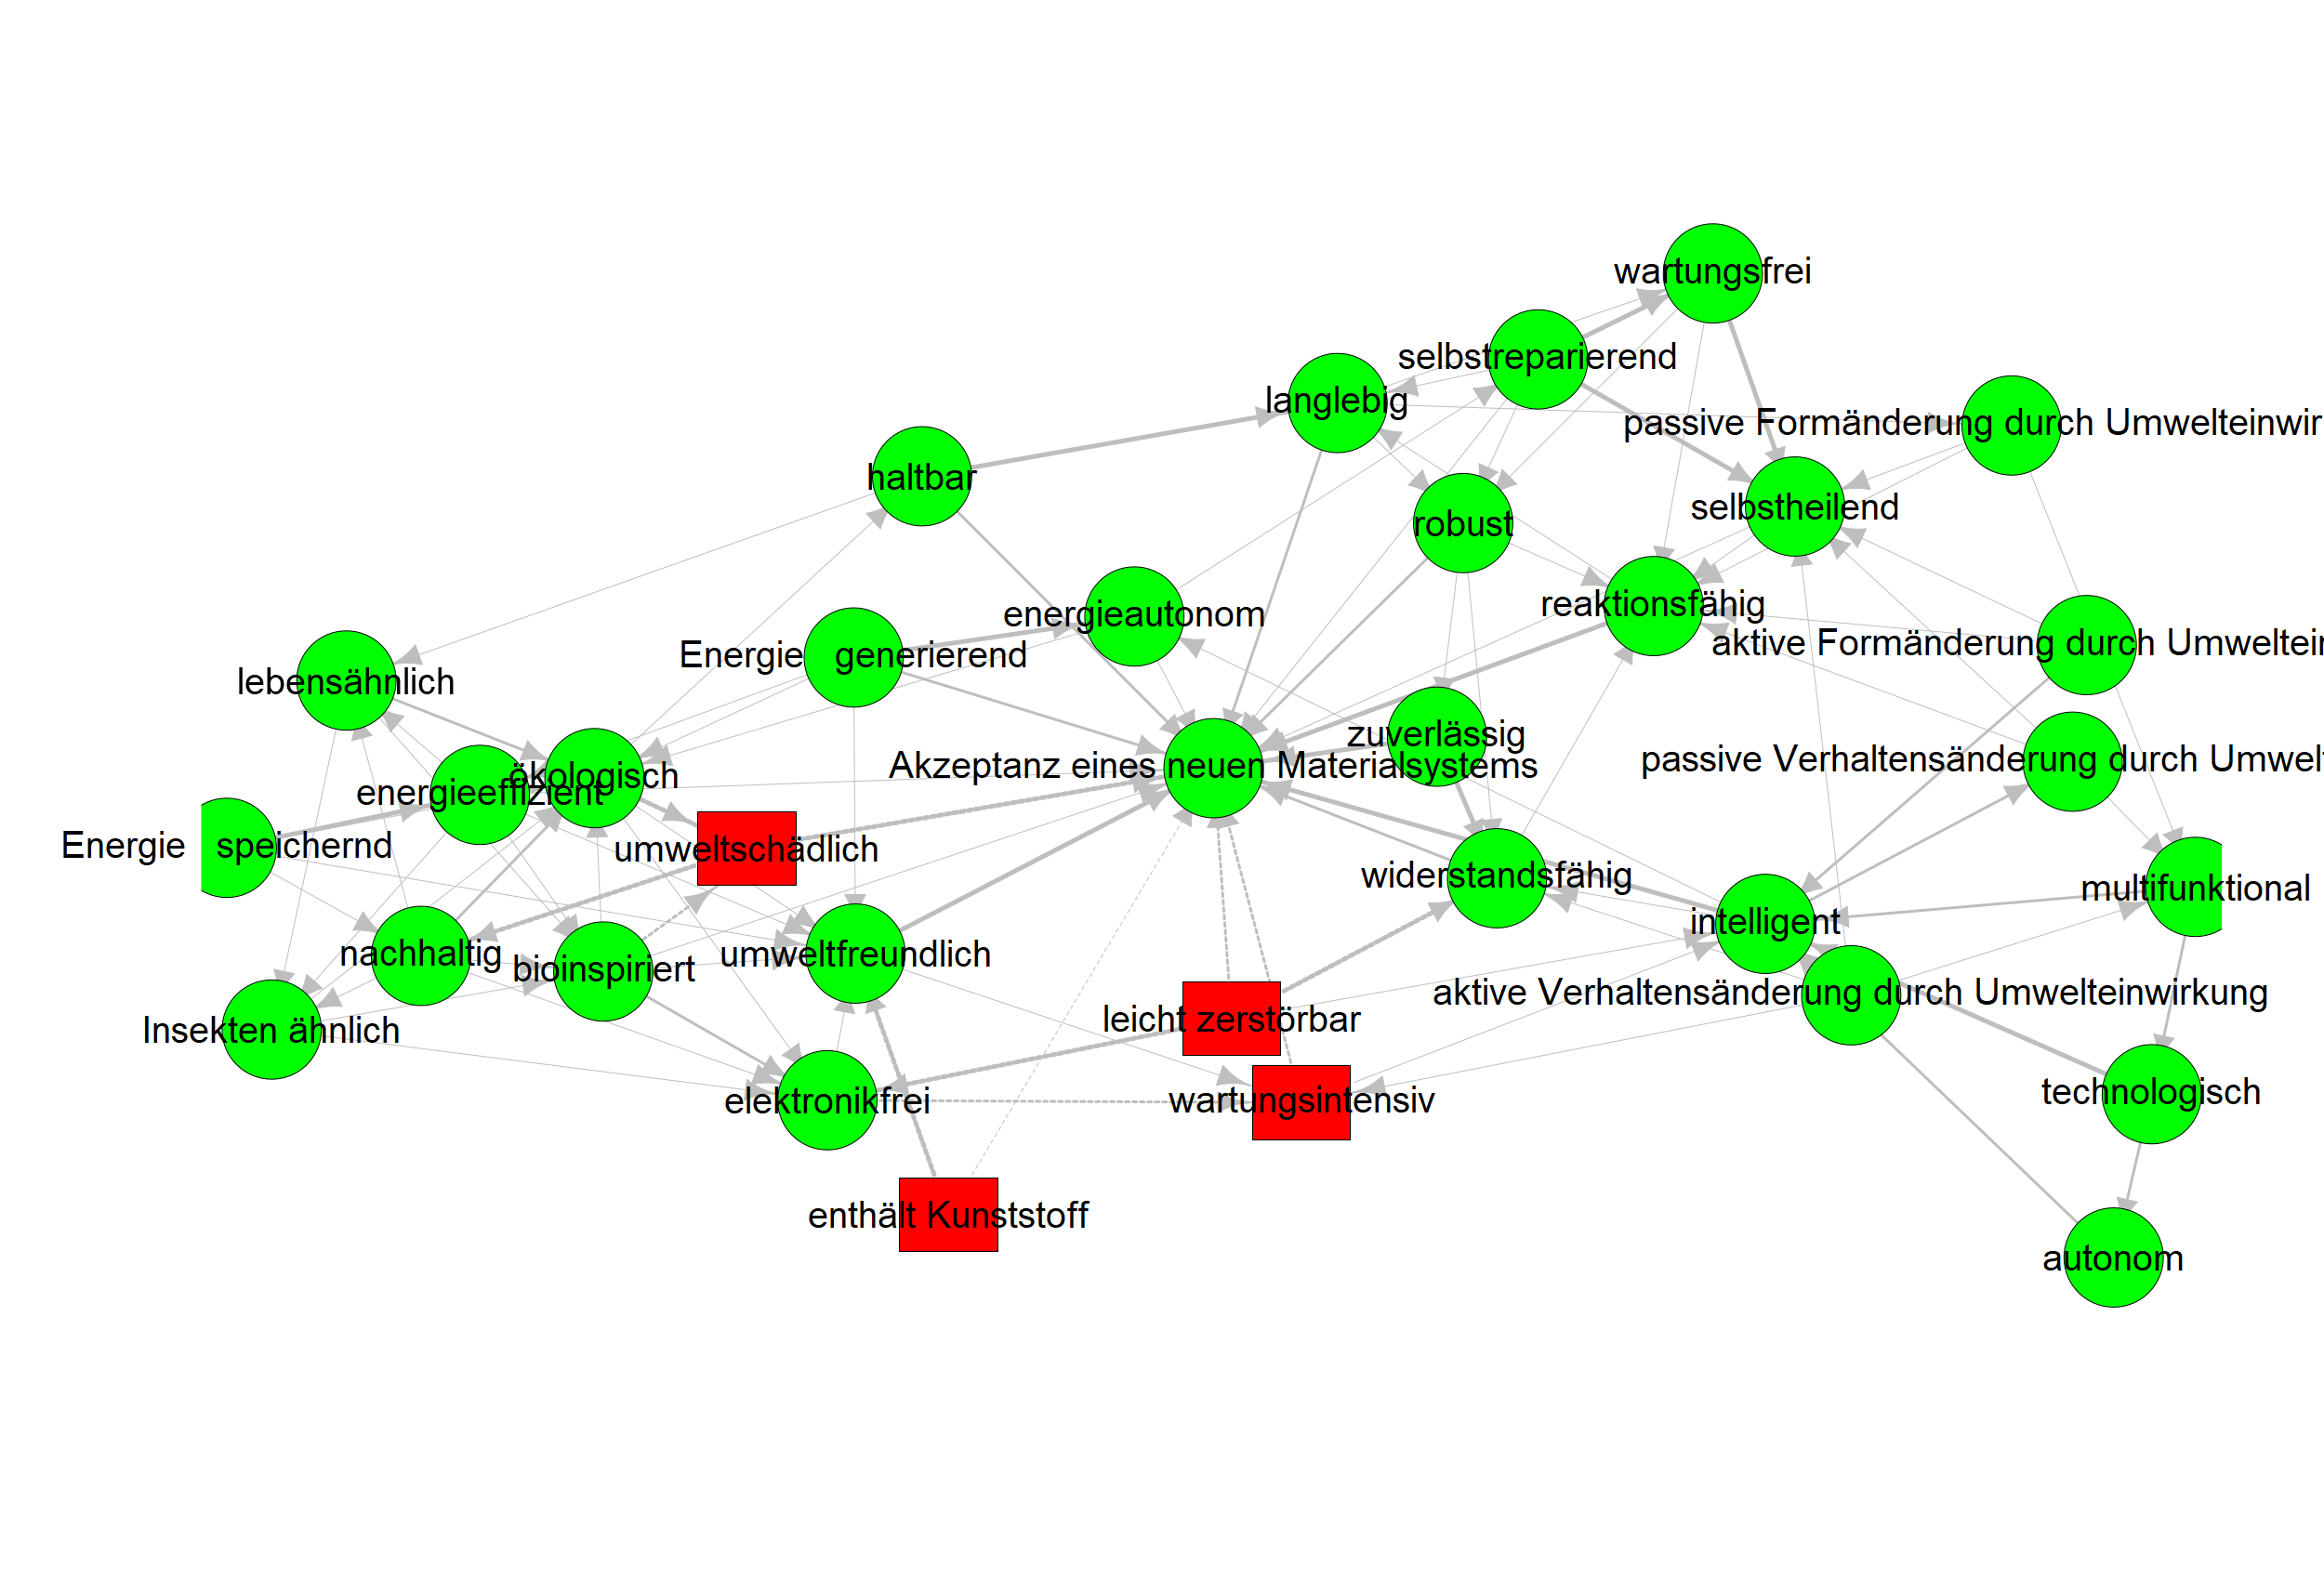 wartungsfrei
selbstreparierend
langlebig
passive Formänderung durch Umwelteinwir
haltbar
selbstheilend
robust
energieautonom
reaktionsfähig
Energie generierend
aktive Formänderung durch Umweltein
lebensähnlich
zuverlässig
Akzeptanz eines neuen Materialsystems
passive Verhaltensänderung durch Umwelt
ökologisch
energieeffizient
Energie speichernd
umweltschädlich
widerstandsfähig
multifunktional
intelligent
nachhaltig
umweltfreundlich
bioinspiriert
aktive Verhaltensänderung durch Umwelteinwirkung
leicht zerstörbar
Insekten ähnlich
technologisch
elektronikfrei
wartungsintensiv
enthält Kunststoff
autonom